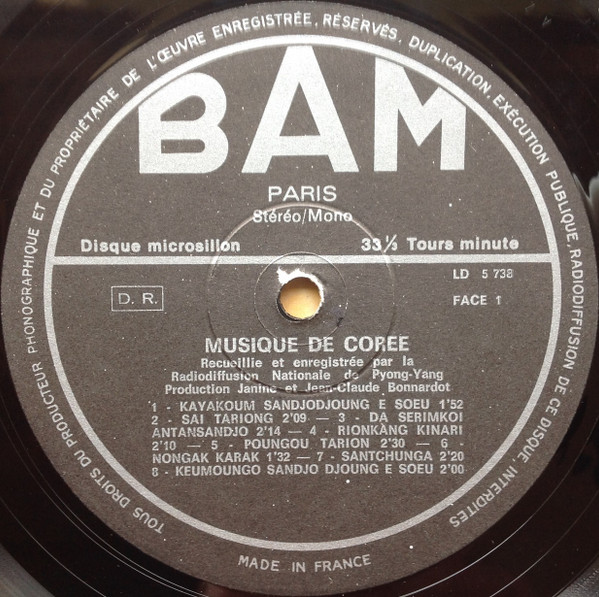 TOUS DROITS DU PRODUCTEUR PHONOGRAPHIQUE ET DU PROPRIÉTAIRE DE L'ŒUVRE ENREGISTRÉE, RÉSERVÉS, DUPLICATION, EXÉCUTION PUBLIQUE, RADIODIFFUSION DE CE DISQUE, INTERDITES
BAM
PARIS
Stéréo/Mono
Disque microsillon 33⅓ Tours minute
LD 5 738
D. R. FACE 1
MUSIQUE DE COREE
Recueillie et enregistrée par la
Radiodiffusion Nationale de Pyong-Yang
Production Janine et Jean-Claude Bonnardot
1 - KAYAKOUM SANDJODJOUNG E SOEU 1'52
2 - SAI TARIONG 2'09 — 3 - DA SERIMKOI
ANTANSANDJO 2'14 — 4 - RIONKANG KINARI
2'10 — 5 - POUNGOU TARION 2'30 — 6 -
NONGAK KARAK 1'32 — 7 - SANTCHUNGA 2'20
8 - KEUMOUNGO SANDJO DJOUNG E SOEU 2'00
MADE IN FRANCE